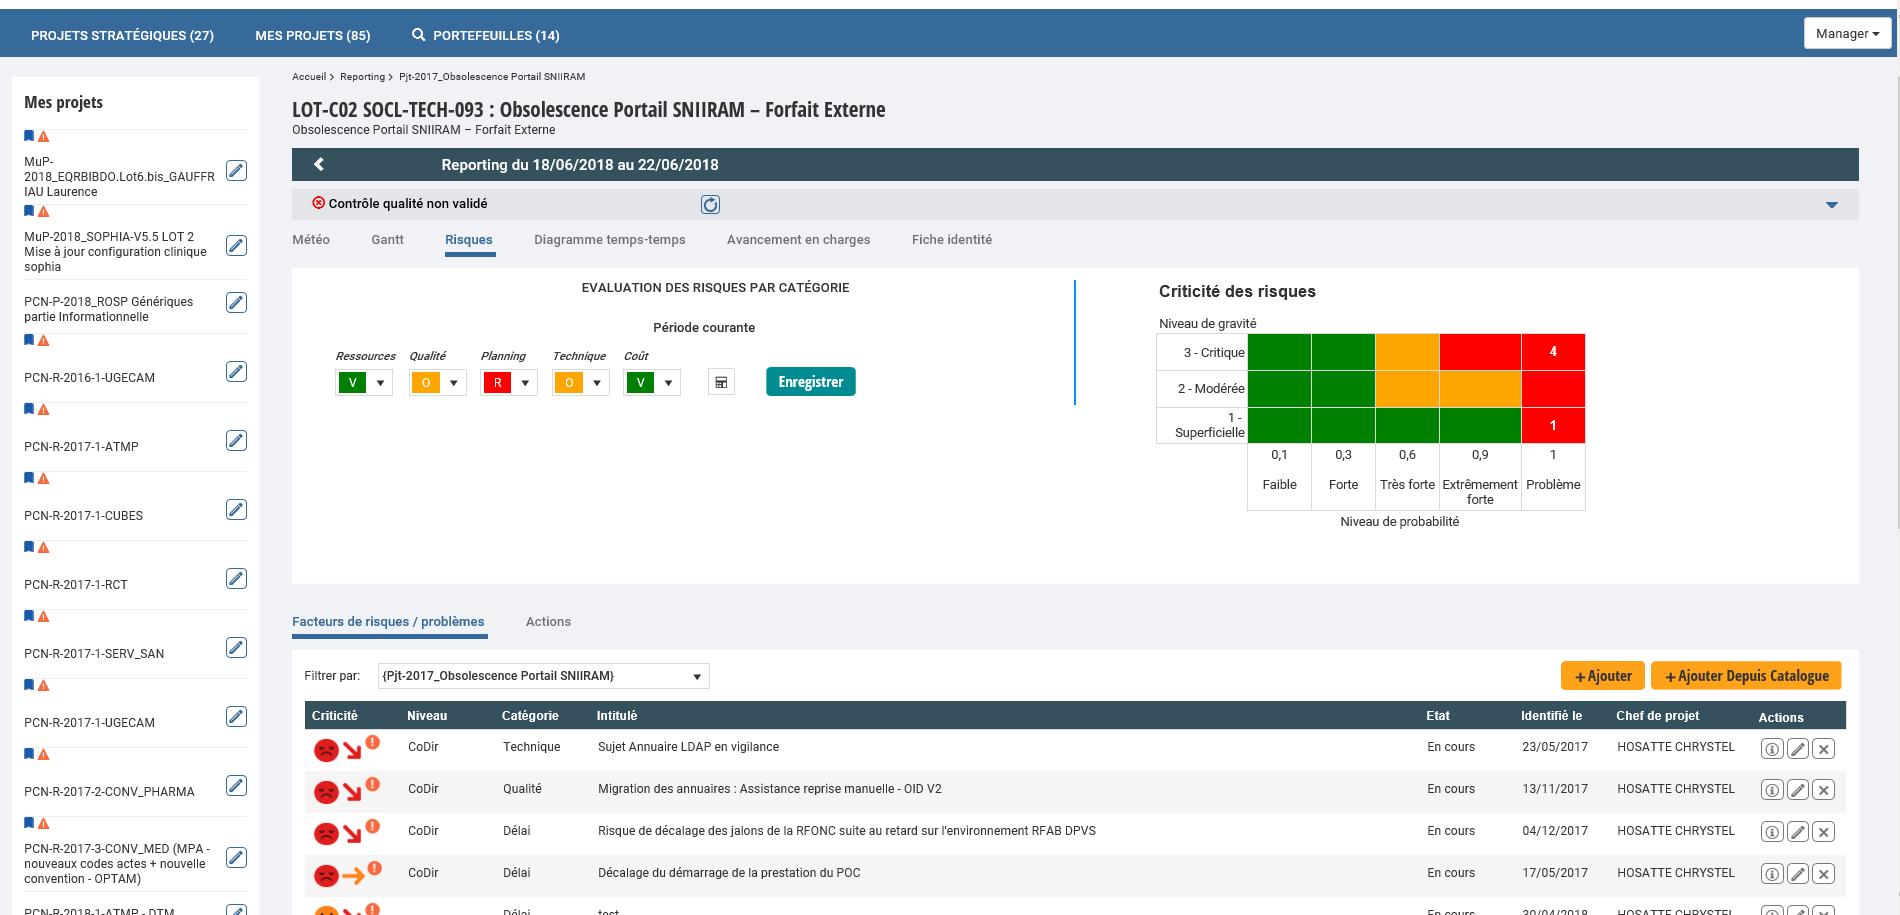 PROJETS STRATÉGIQUES (27)
MES PROJETS (85)
PORTEFEUILLES (14)
Manager
Mes projets
MuP-
2018_EQRBIBDO.Lot6.bis_GAUFFR
IAU Laurence
MuP-2018_SOPHIA-V5.5 LOT 2
Mise à jour configuration clinique
sophia
PCN-P-2018_ROSP Génériques
partie Informationnelle
PCN-R-2016-1-UGECAM
PCN-R-2017-1-ATMP
PCN-R-2017-1-CUBES
PCN-R-2017-1-RCT
PCN-R-2017-1-SERV_SAN
PCN-R-2017-1-UGECAM
PCN-R-2017-2-CONV_PHARMA
PCN-R-2017-3-CONV_MED (MPA -
nouveaux codes actes + nouvelle
convention - OPTAM)
PCN-R-2018-1-ATMP - DTM
Accueil > Reporting > Pjt-2017_Obsolescence Portail SNIIRAM
LOT-C02 SOCL-TECH-093 : Obsolescence Portail SNIIRAM – Forfait Externe
Obsolescence Portail SNIIRAM – Forfait Externe
Reporting du 18/06/2018 au 22/06/2018
Contrôle qualité non validé
Météo
Gantt
Risques
Diagramme temps-temps
Avancement en charges
Fiche identité
EVALUATION DES RISQUES PAR CATÉGORIE
Période courante
Ressources Qualité Planning Technique Coût
V O R O V
Enregistrer
Criticité des risques
Niveau de gravité
3 - Critique 4
2 - Modérée
1 -
Superficielle 1
0,1 0,3 0,6 0,9 1
Faible Forte Très forte Extrêmement
forte Problème
Niveau de probabilité
Facteurs de risques / problèmes
Actions
Filtrer par: {Pjt-2017_Obsolescence Portail SNIIRAM}
+Ajouter
+Ajouter Depuis Catalogue
Criticité Niveau Catégorie Intitulé Etat Identifié le Chef de projet Actions
CoDir Technique Sujet Annuaire LDAP en vigilance En cours 23/05/2017 HOSATTE CHRYSTEL
CoDir Qualité Migration des annuaires : Assistance reprise manuelle - OID V2 En cours 13/11/2017 HOSATTE CHRYSTEL
CoDir Délai Risque de décalage des jalons de la RFONC suite au retard sur l'environnement RFAB DPVS En cours 04/12/2017 HOSATTE CHRYSTEL
CoDir Délai Décalage du démarrage de la prestation du POC En cours 17/05/2017 HOSATTE CHRYSTEL
Délai test En cours 30/04/2018 HOSATTE CHRYSTEL